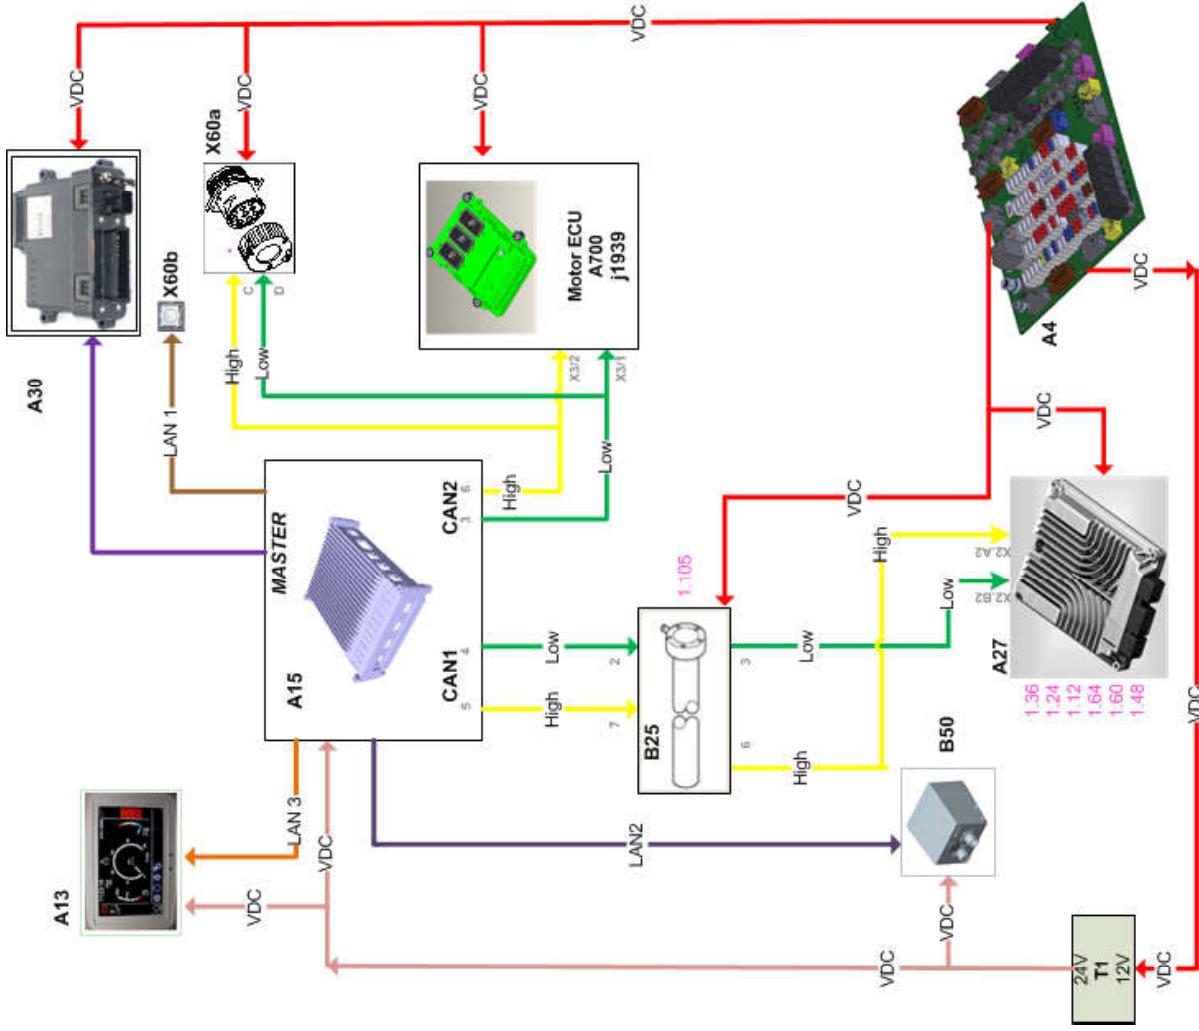 VDC
VDC
VDC
VDC
X60a
X60b
A30
C
D
High
Low
LAN 1
Motor ECU
A700
j1939
X3/2
X3/1
A4
VDC
VDC
VDC
MASTER
A15
CAN2
6
3
High
Low
CAN1
5
4
High
Low
7
2
1.105
B25
6
3
High
Low
High
Low
X2.A2
X2.B2
A27
1.36
1.24
1.12
1.64
1.60
1.48
B50
LAN 3
VDC
LAN2
A13
VDC
VDC
VDC
24V
T1
12V
VDC
VDC